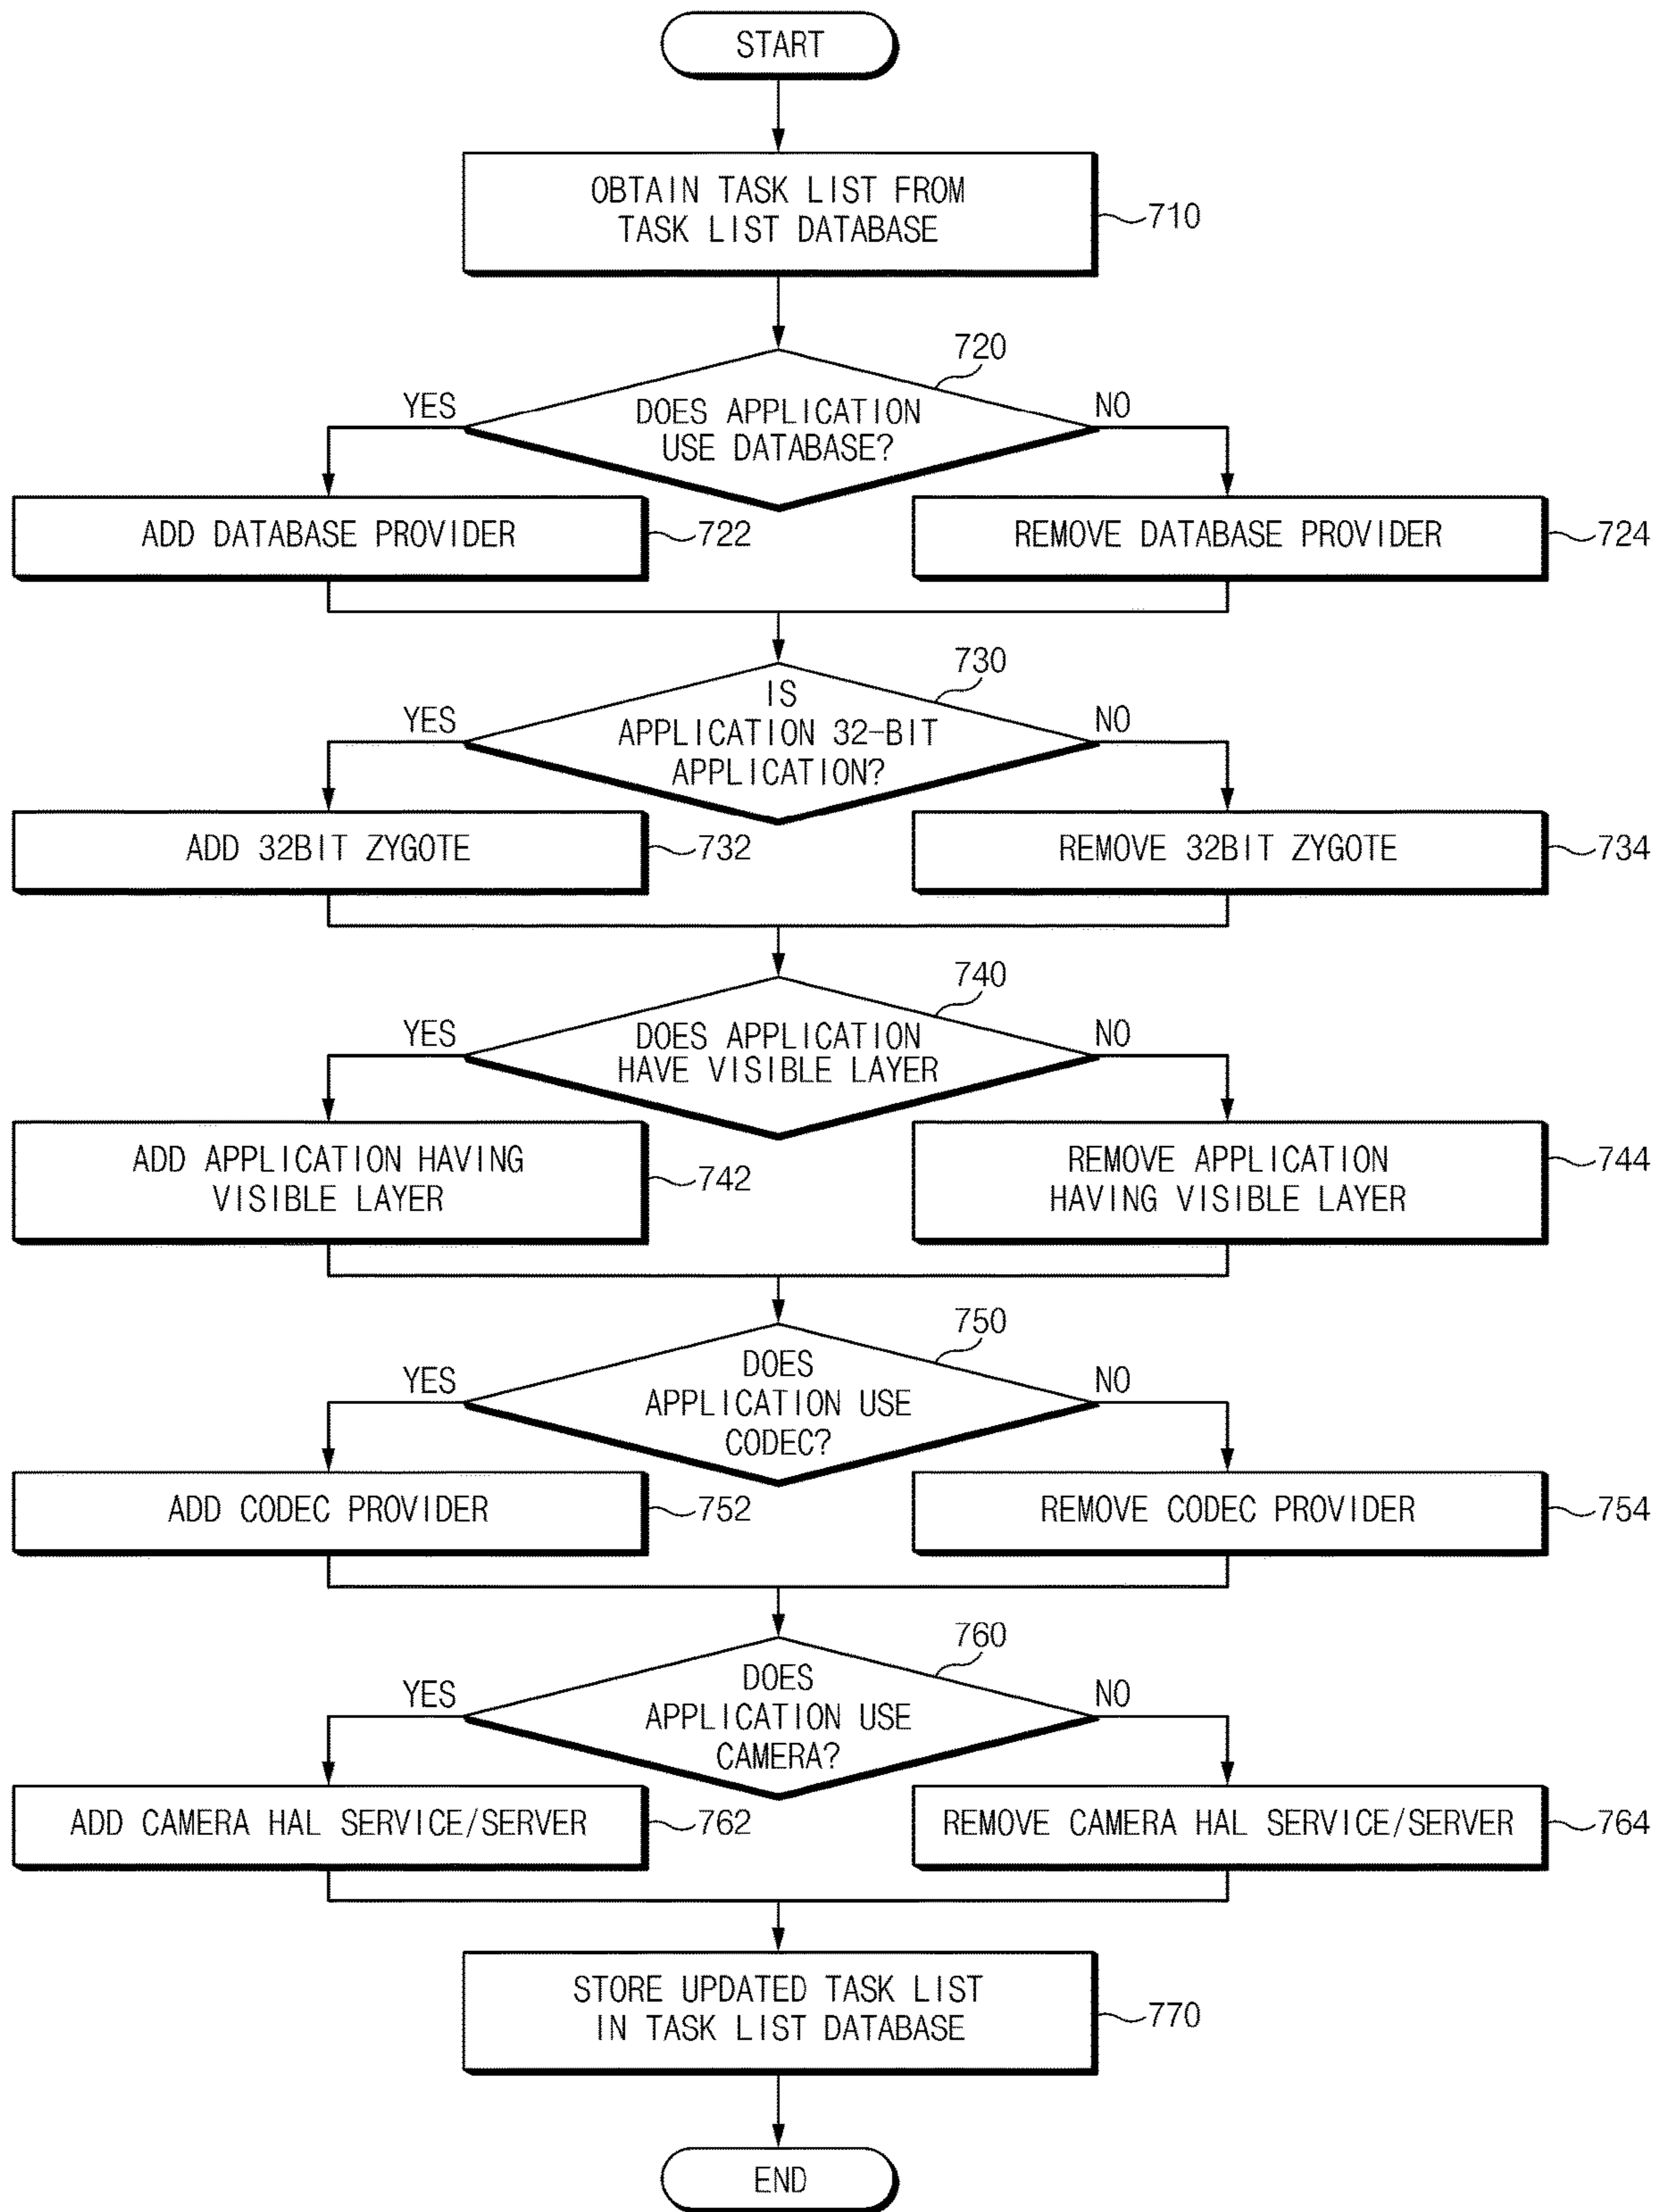 START
OBTAIN TASK LIST FROM
TASK LIST DATABASE
710
720
YES
NO
DOES APPLICATION
USE DATABASE?
ADD DATABASE PROVIDER
722
REMOVE DATABASE PROVIDER
724
730
YES
NO
IS
APPLICATION 32-BIT
APPLICATION?
ADD 32BIT ZYGOTE
732
REMOVE 32BIT ZYGOTE
734
740
YES
NO
DOES APPLICATION
HAVE VISIBLE LAYER
ADD APPLICATION HAVING
VISIBLE LAYER
742
REMOVE APPLICATION
HAVING VISIBLE LAYER
744
750
YES
NO
DOES
APPLICATION USE
CODEC?
ADD CODEC PROVIDER
752
REMOVE CODEC PROVIDER
754
760
YES
NO
DOES
APPLICATION USE
CAMERA?
ADD CAMERA HAL SERVICE/SERVER
762
REMOVE CAMERA HAL SERVICE/SERVER
764
STORE UPDATED TASK LIST
IN TASK LIST DATABASE
770
END